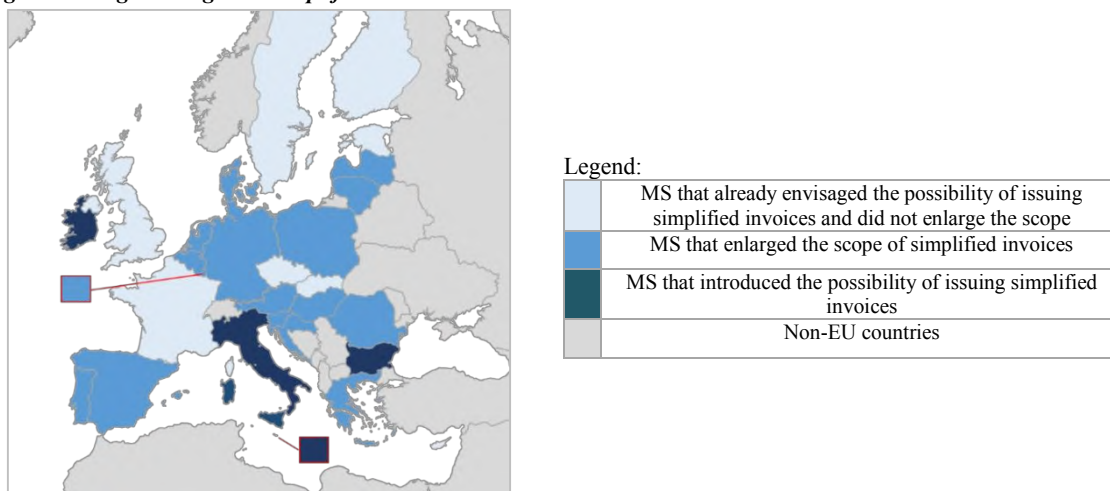 Legend:
MS that already envisaged the possibility of issuing
simplified invoices and did not enlarge the scope
MS that enlarged the scope of simplified invoices
MS that introduced the possibility of issuing simplified
invoices
Non-EU countries